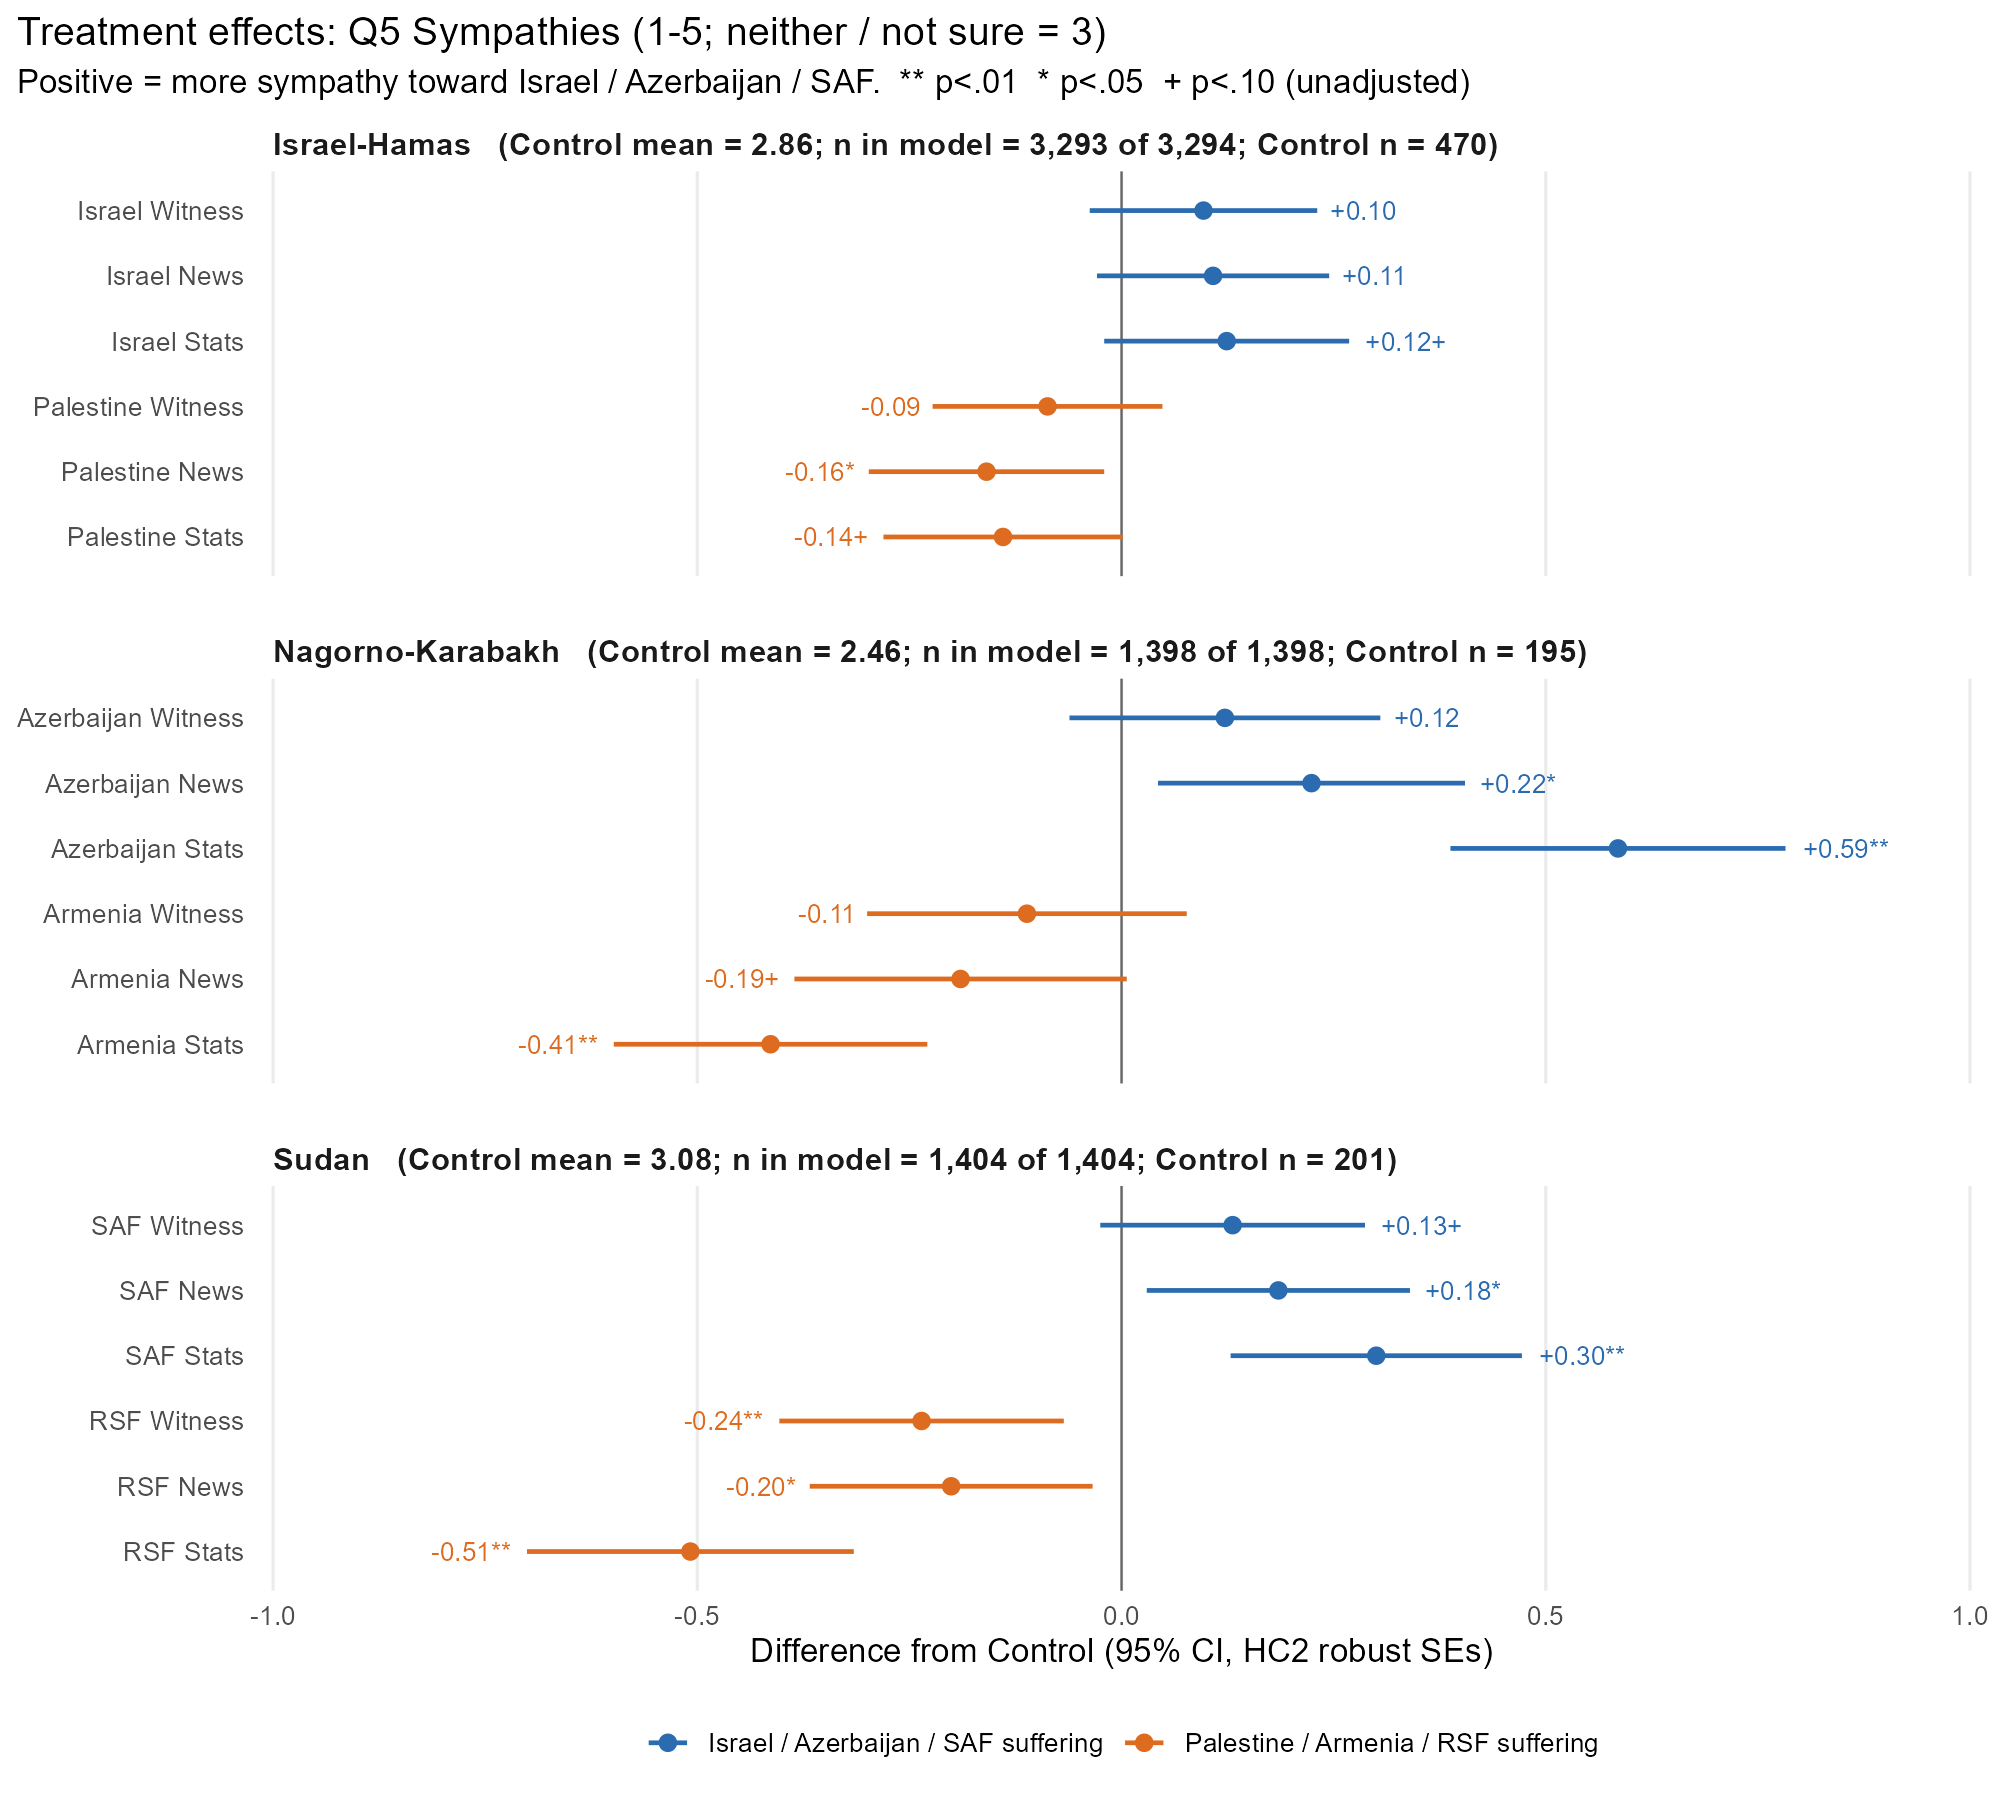 Treatment effects: Q5 Sympathies (1-5; neither / not sure = 3)
Positive = more sympathy toward Israel / Azerbaijan / SAF.  ** p<.01  * p<.05  + p<.10 (unadjusted)
Israel-Hamas   (Control mean = 2.86; n in model = 3,293 of 3,294; Control n = 470)
Israel Witness +0.10
Israel News +0.11
Israel Stats +0.12+
Palestine Witness -0.09
Palestine News -0.16*
Palestine Stats -0.14+
Nagorno-Karabakh   (Control mean = 2.46; n in model = 1,398 of 1,398; Control n = 195)
Azerbaijan Witness +0.12
Azerbaijan News +0.22*
Azerbaijan Stats +0.59**
Armenia Witness -0.11
Armenia News -0.19+
Armenia Stats -0.41**
Sudan   (Control mean = 3.08; n in model = 1,404 of 1,404; Control n = 201)
SAF Witness +0.13+
SAF News +0.18*
SAF Stats +0.30**
RSF Witness -0.24**
RSF News -0.20*
RSF Stats -0.51**
-1.0 -0.5 0.0 0.5 1.0
Difference from Control (95% CI, HC2 robust SEs)
Israel / Azerbaijan / SAF suffering Palestine / Armenia / RSF suffering